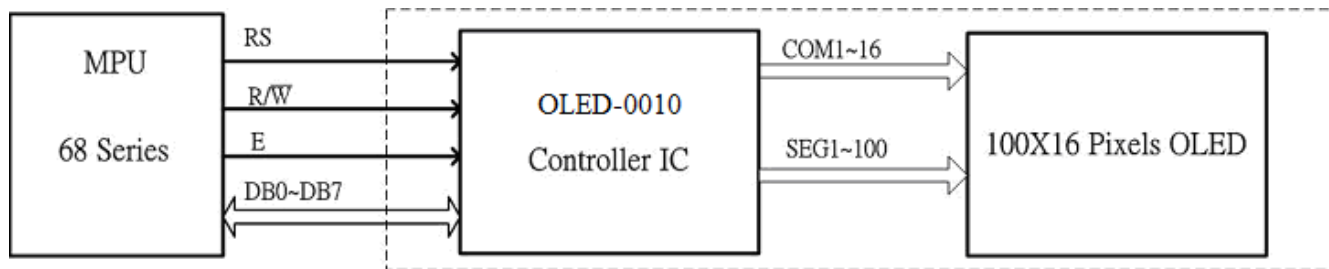 MPU
68 Series
RS
R/W̅
E
DB0~DB7
OLED-0010
Controller IC
COM1~16
SEG1~100
100X16 Pixels OLED